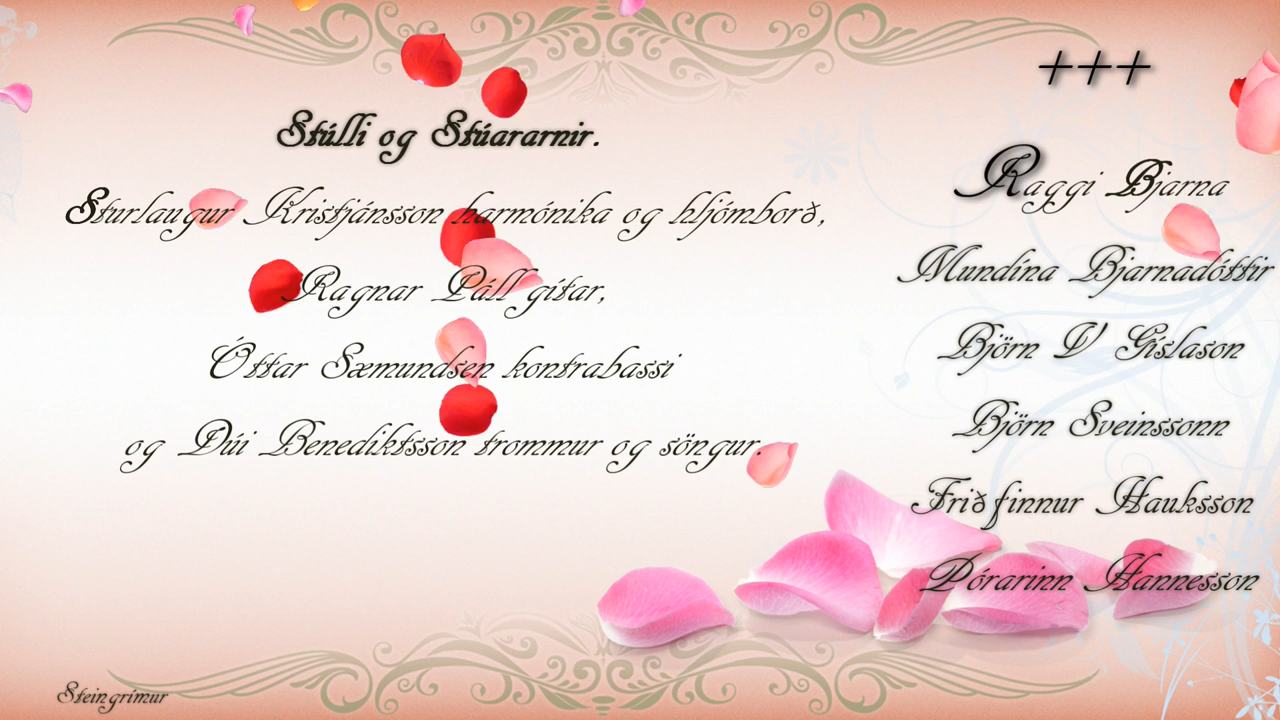 Stúlli og Stúararnir.
Sturlaugur Kristjánsson harmónika og hljómborð,
Ragnar Páll gítar,
Óttar Sæmundsen kontrabassi
og Dúi Benediktsson trommur og söngur.
+++
Raggi Bjarna
Mundína Bjarnadóttir
Björn V Gíslason
Björn Sveinssonn
Friðfinnur Hauksson
Þórarinn Hannesson
Steingrímur